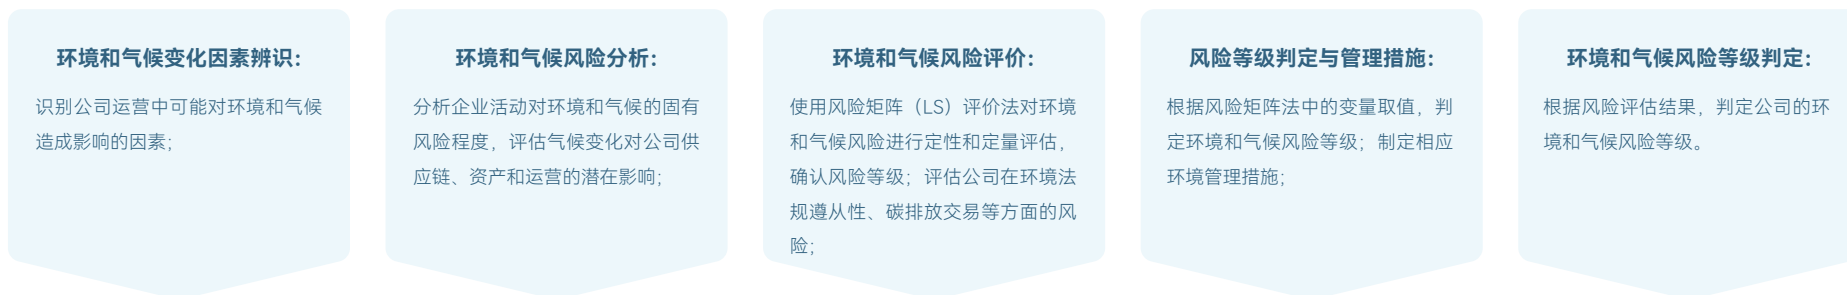 环境和气候变化因素辨识：
识别公司运营中可能对环境和气候
造成影响的因素；
环境和气候风险分析：
分析企业活动对环境和气候的固有
风险程度，评估气候变化对公司供
应链、资产和运营的潜在影响；
环境和气候风险评价：
使用风险矩阵（LS）评价法对环境
和气候风险进行定性和定量评估，
确认风险等级；评估公司在环境法
规遵从性、碳排放交易等方面的风
险；
风险等级判定与管理措施：
根据风险矩阵法中的变量取值，判
定环境和气候风险等级；制定相应
环境管理措施；
环境和气候风险等级判定：
根据风险评估结果，判定公司的环
境和气候风险等级。